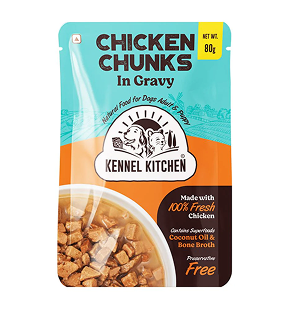 CHICKEN
CHUNKS
In Gravy
NET WT.
80g
Natural Food for Dogs Adult & Puppy
KENNEL KITCHEN
Made with
100% Fresh
Chicken
Contains Superfoods
Coconut Oil &
Bone Broth
Preservative
Free